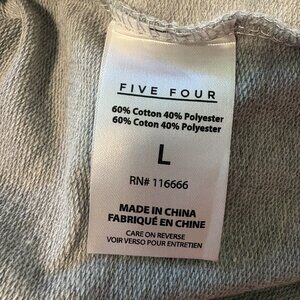 FIVE FOUR
60% Cotton 40% Polyester
60% Coton 40% Polyester
L
RN# 116666
MADE IN CHINA
FABRIQUÉ EN CHINE
CARE ON REVERSE
VOIR VERSO POUR ENTRETIEN